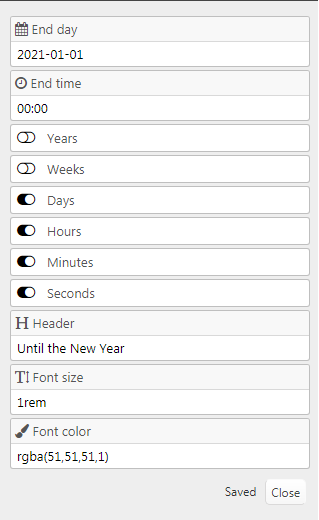 End day
2021-01-01
End time
00:00
Years
Weeks
Days
Hours
Minutes
Seconds
Header
Until the New Year
Font size
1rem
Font color
rgba(51,51,51,1)
Saved Close